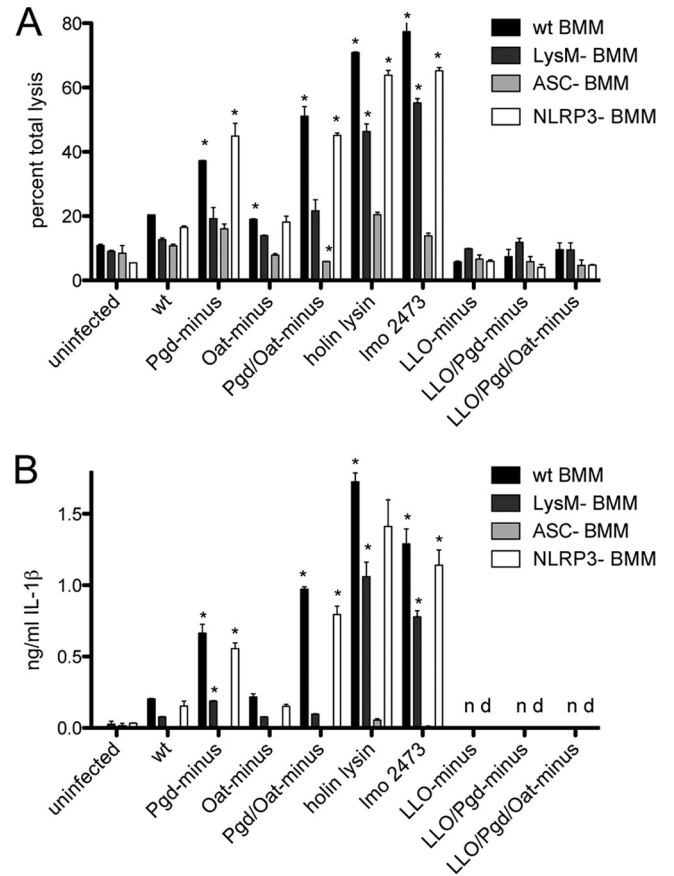 A
percent total lysis
80
60
40
20
0
wt BMM
LysM- BMM
ASC- BMM
NLRP3- BMM
* * * * * * * * * * * *
uninfected
wt
Pgd-minus
Oat-minus
Pgd/Oat-minus
holin lysin
lmo 2473
LLO-minus
LLO/Pgd-minus
LLO/Pgd/Oat-minus
B
ng/ml IL-1β
1.5
1.0
0.5
0.0
wt BMM
LysM- BMM
ASC- BMM
NLRP3- BMM
* * * * * * * * * *
n d n d n d
uninfected
wt
Pgd-minus
Oat-minus
Pgd/Oat-minus
holin lysin
lmo 2473
LLO-minus
LLO/Pgd-minus
LLO/Pgd/Oat-minus